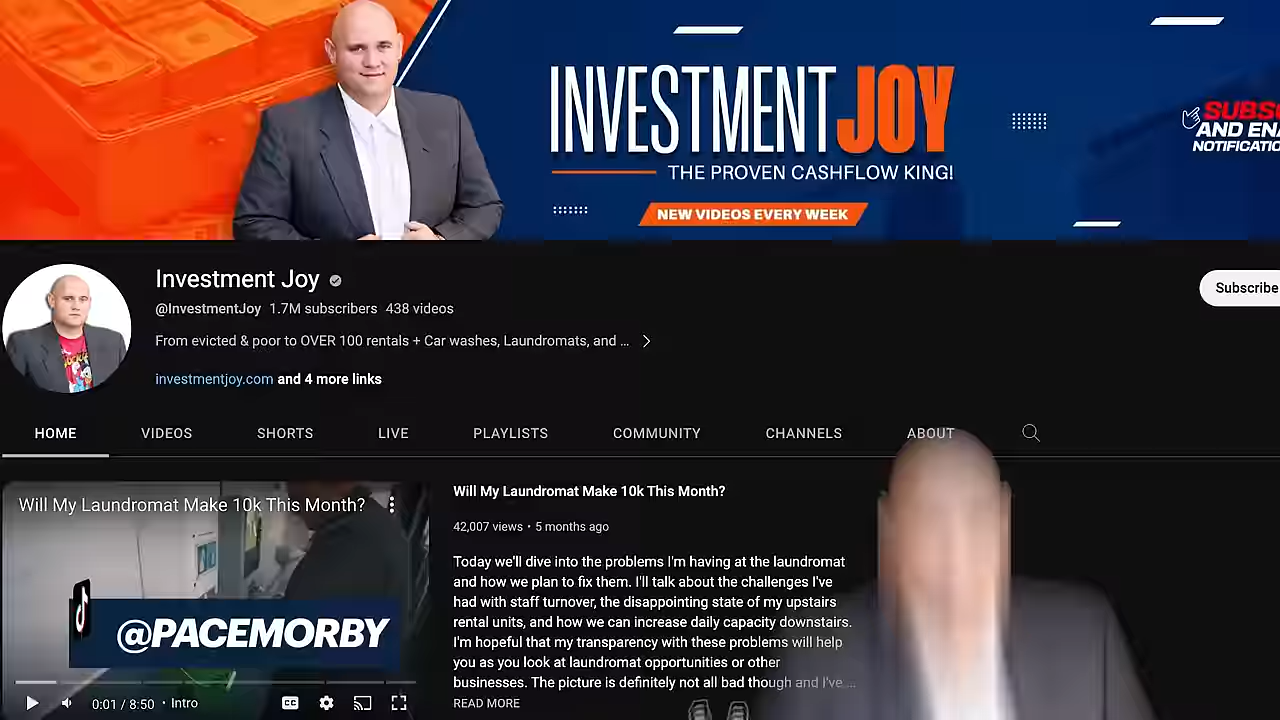 INVESTMENTJOY
THE PROVEN CASHFLOW KING!
NEW VIDEOS EVERY WEEK
AND
Investment Joy
@InvestmentJoy 1.7M subscribers 438 videos
From evicted & poor to OVER 100 rentals + Car washes, Laundromats, and ...
investmentjoy.com and 4 more links
Subscribe
HOME VIDEOS SHORTS LIVE PLAYLISTS COMMUNITY CHANNELS ABOUT
Will My Laundromat Make 10k This Month?
@PACEMORBY
0:01 / 8:50 • Intro
CC
Will My Laundromat Make 10k This Month?
42,007 views • 5 months ago
Today we'll dive into the problems I'm having at the laundromat
and how we plan to fix them. I'll talk about the challenges I've
had with staff turnover, the disappointing state of my upstairs
rental units, and how we can increase daily capacity downstairs.
I'm hopeful that my transparency with these problems will help
you as you look at laundromat opportunities or other
businesses. The picture is definitely not all bad though and I've ...
READ MORE